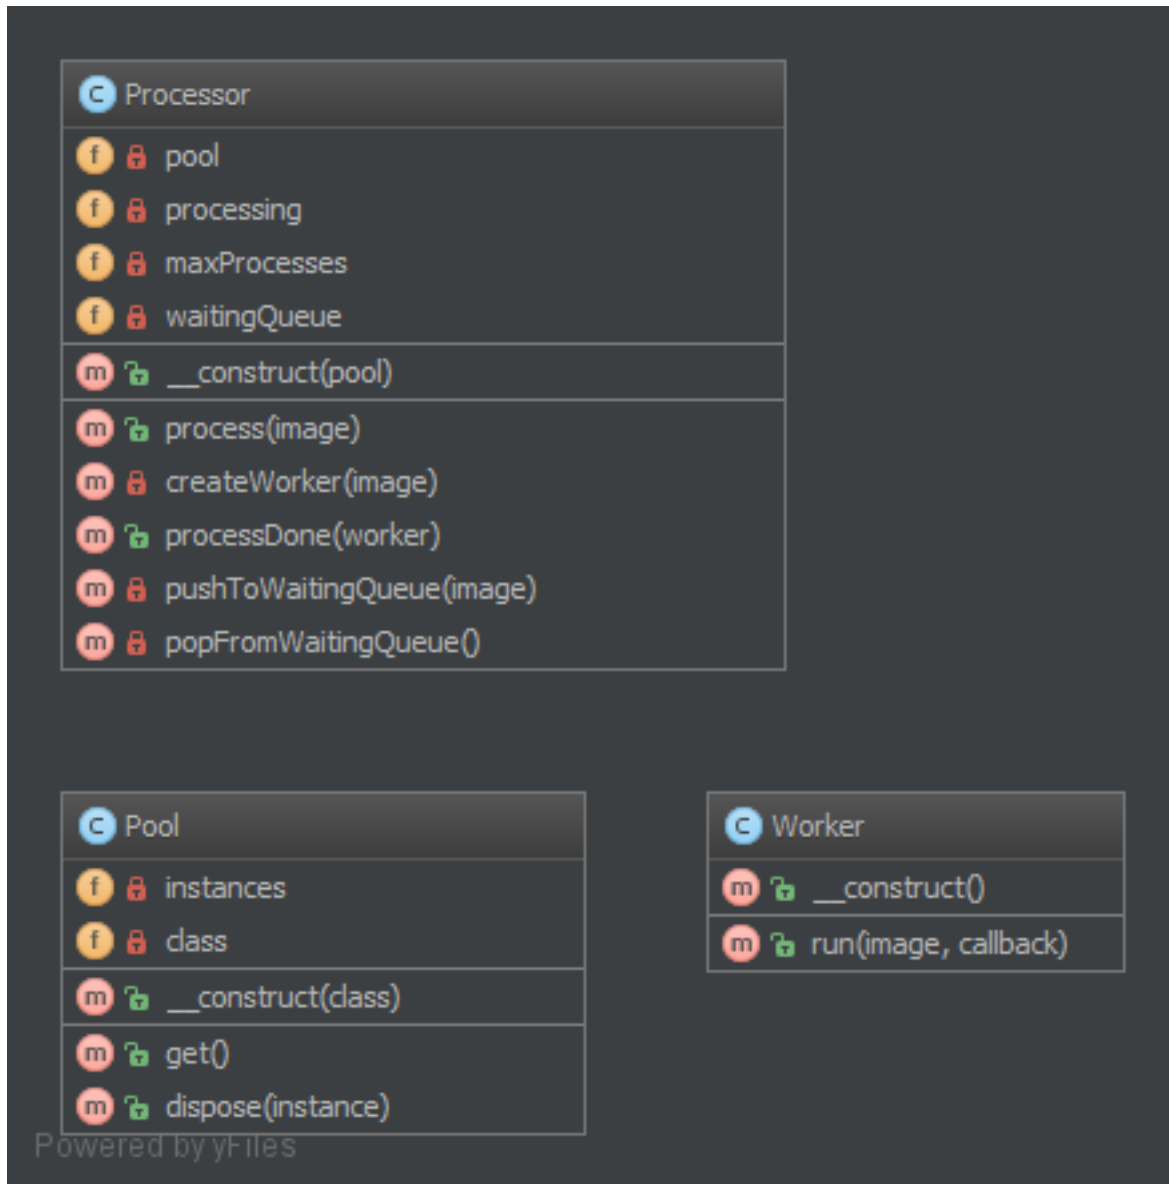 C Processor
f pool
f processing
f maxProcesses
f waitingQueue
m __construct(pool)
m process(image)
m createWorker(image)
m processDone(worker)
m pushToWaitingQueue(image)
m popFromWaitingQueue()
C Pool
f instances
f class
m __construct(class)
m get()
m dispose(instance)
C Worker
m __construct()
m run(image, callback)
Powered by yFiles